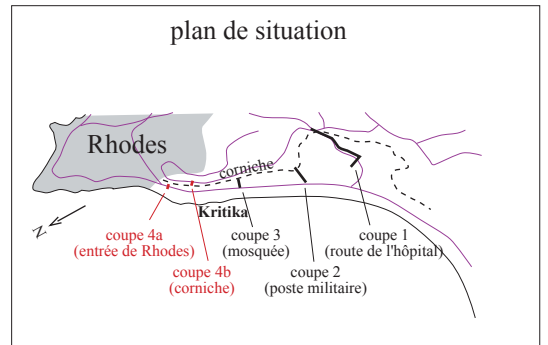 plan de situation
Rhodes
corniche
N
Kritika
coupe 4a
(entrée de Rhodes)
coupe 4b
(corniche)
coupe 3
(mosquée)
coupe 2
(poste militaire)
coupe 1
(route de l'hôpital)